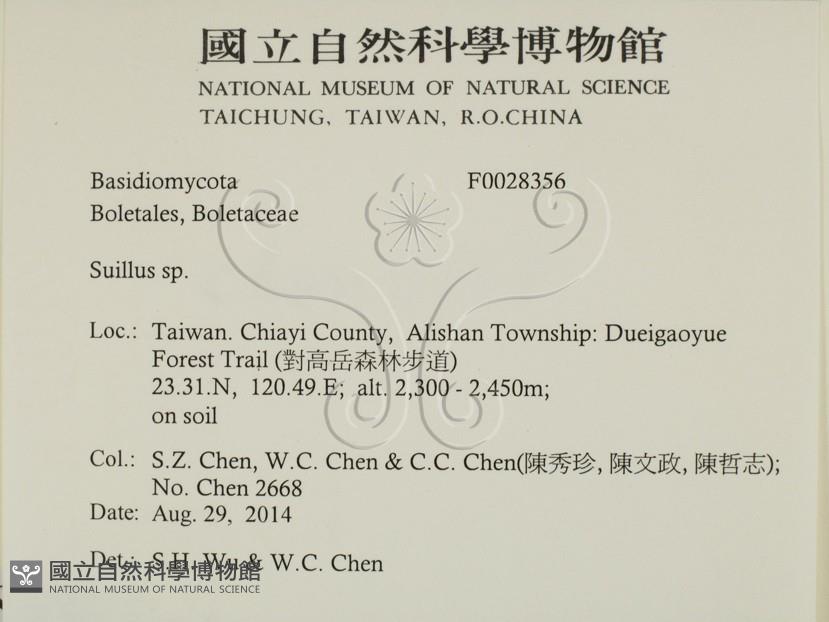 國立自然科學博物館
NATIONAL MUSEUM OF NATURAL SCIENCE
TAICHUNG, TAIWAN, R.O.CHINA
Basidiomycota F0028356
Boletales, Boletaceae
Suillus sp.
Loc.: Taiwan. Chiayi County, Alishan Township: Dueigaoyue
Forest Trail (對高岳森林步道)
23.31.N, 120.49.E; alt. 2,300 - 2,450m;
on soil
Col.: S.Z. Chen, W.C. Chen & C.C. Chen(陳秀珍, 陳文政, 陳哲志);
No. Chen 2668
Date: Aug. 29, 2014
Det.: S.H. Wu & W.C. Chen
國立自然科學博物館
NATIONAL MUSEUM OF NATURAL SCIENCE